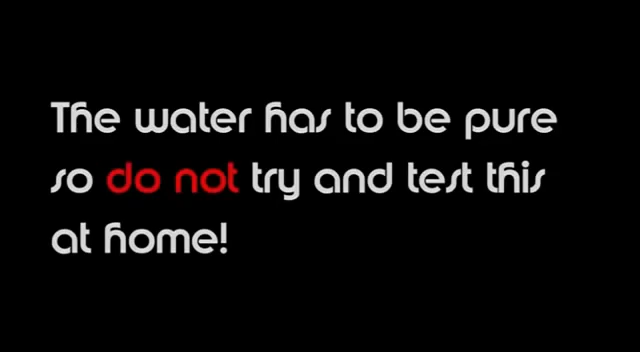 The water has to be pure
so do not try and test this
at home!